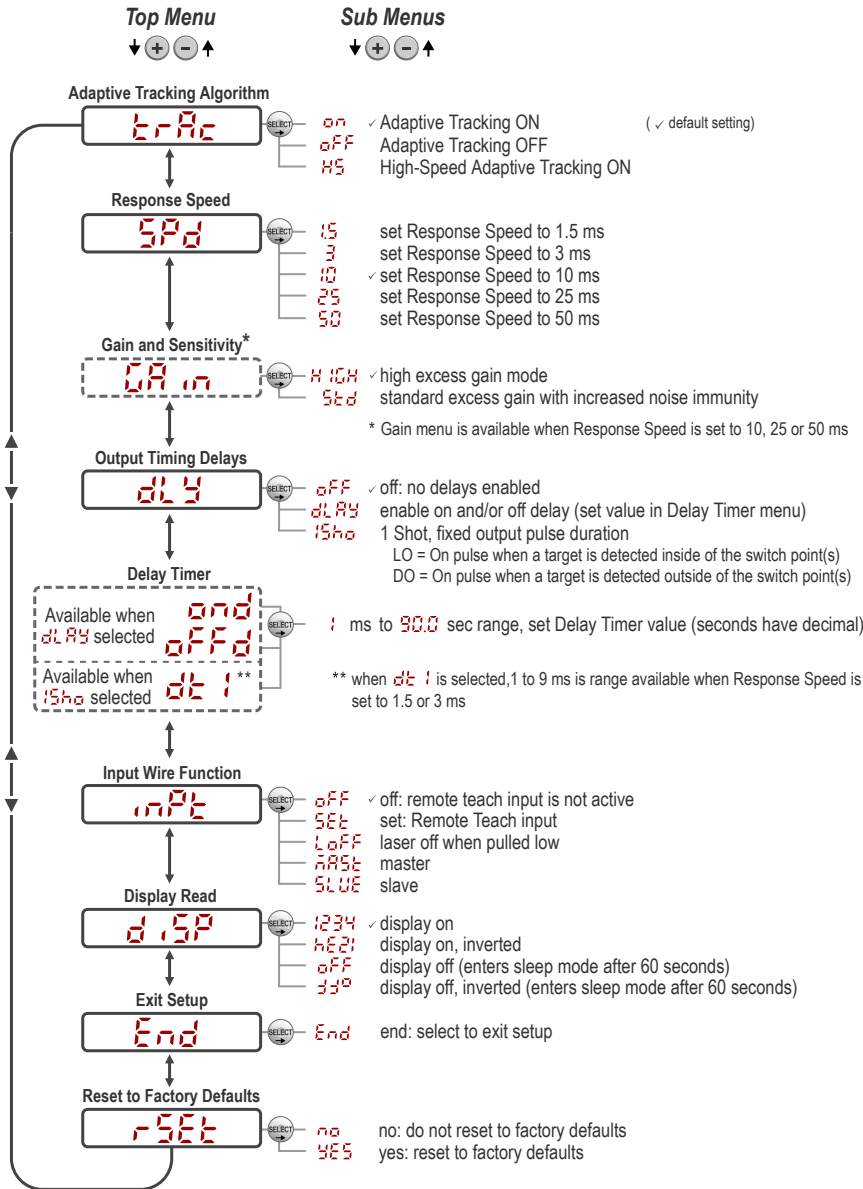 Top Menu Sub Menus
+ - + -
Adaptive Tracking Algorithm
trAc SELECT on ✓ Adaptive Tracking ON ( ✓ default setting)
oFF Adaptive Tracking OFF
HS High-Speed Adaptive Tracking ON
Response Speed
SPd SELECT 1.5 set Response Speed to 1.5 ms
3 set Response Speed to 3 ms
10 ✓ set Response Speed to 10 ms
25 set Response Speed to 25 ms
50 set Response Speed to 50 ms
Gain and Sensitivity*
GAin SELECT HIGH ✓ high excess gain mode
Std standard excess gain with increased noise immunity
* Gain menu is available when Response Speed is set to 10, 25 or 50 ms
Output Timing Delays
dLY SELECT oFF ✓ off: no delays enabled
dLAY enable on and/or off delay (set value in Delay Timer menu)
1Sho 1 Shot, fixed output pulse duration
LO = On pulse when a target is detected inside of the switch point(s)
DO = On pulse when a target is detected outside of the switch point(s)
Delay Timer
Available when dLAY selected ond oFFd SELECT 1 ms to 90.0 sec range, set Delay Timer value (seconds have decimal)
Available when 1Sho selected dt 1 ** ** when dt 1 is selected,1 to 9 ms is range available when Response Speed is
set to 1.5 or 3 ms
Input Wire Function
inPt SELECT oFF ✓ off: remote teach input is not active
SEt set: Remote Teach input
LoFF laser off when pulled low
MASt master
SLVE slave
Display Read
diSP SELECT 1234 ✓ display on
hEZI display on, inverted
oFF display off (enters sleep mode after 60 seconds)
display off, inverted (enters sleep mode after 60 seconds)
Exit Setup
End SELECT End end: select to exit setup
Reset to Factory Defaults
rSEt SELECT no no: do not reset to factory defaults
YES yes: reset to factory defaults